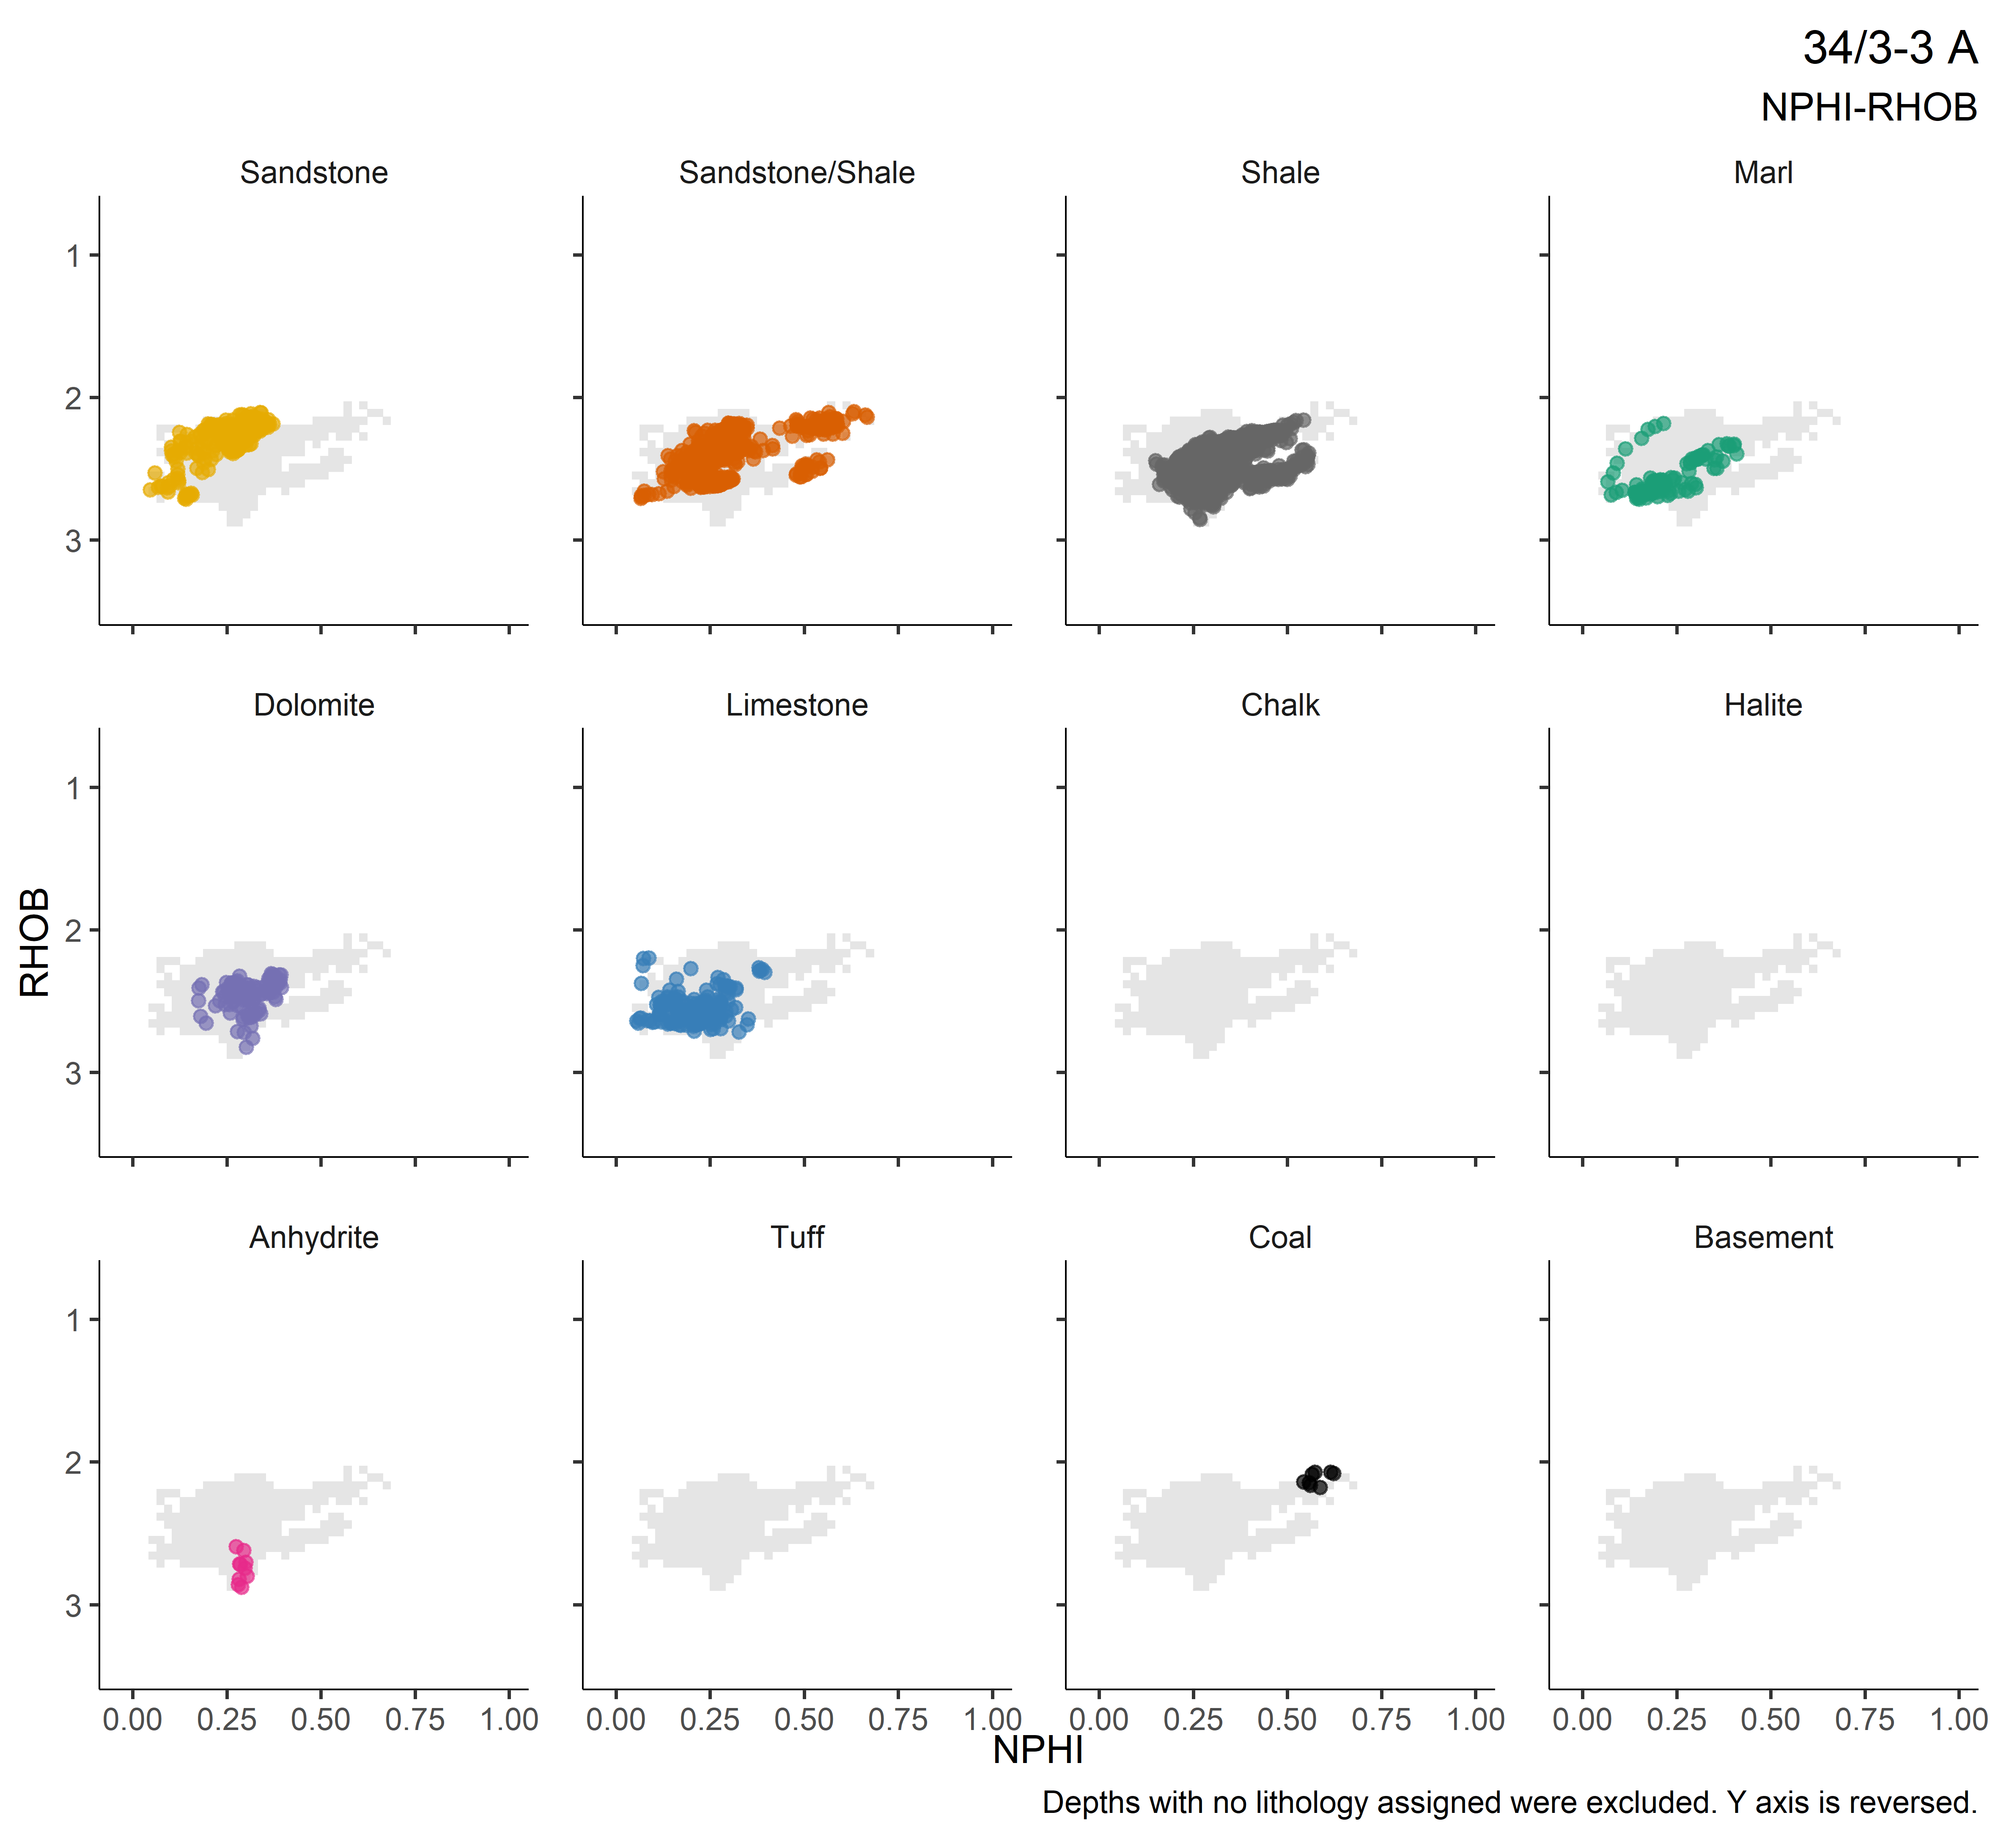 34/3-3 A
NPHI-RHOB
Sandstone
Sandstone/Shale
Shale
Marl
1
2
3
Dolomite
Limestone
Chalk
Halite
RHOB
1
2
3
Anhydrite
Tuff
Coal
Basement
1
2
3
0.00 0.25 0.50 0.75 1.00
0.00 0.25 0.50 0.75 1.00
0.00 0.25 0.50 0.75 1.00
0.00 0.25 0.50 0.75 1.00
NPHI
Depths with no lithology assigned were excluded. Y axis is reversed.